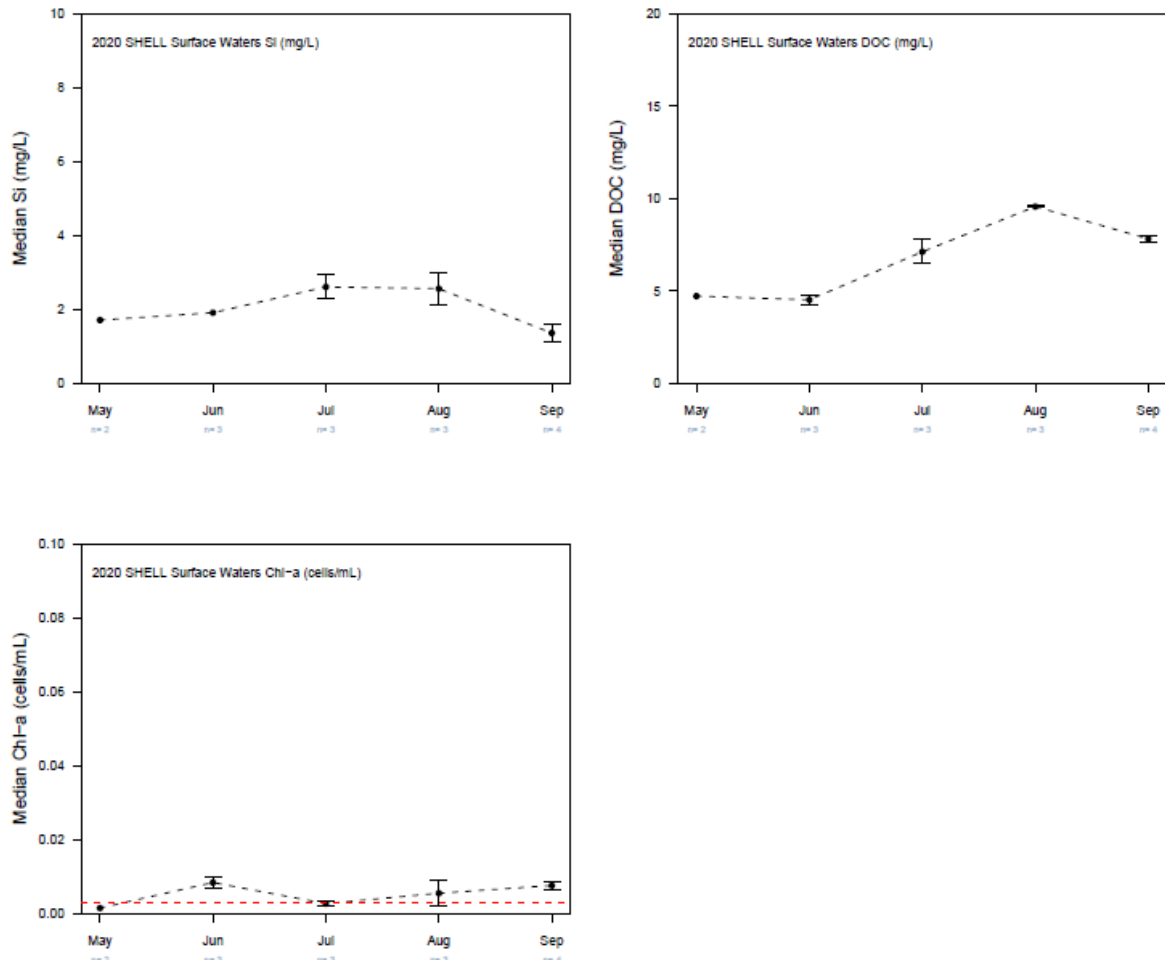 10
2020 SHELL Surface Waters Si (mg/L)
8
6
4
2
0
Median Si (mg/L)
May Jun Jul Aug Sep
n= 2 n= 3 n= 3 n= 3 n= 4
20
2020 SHELL Surface Waters DOC (mg/L)
15
10
5
0
Median DOC (mg/L)
May Jun Jul Aug Sep
n= 2 n= 3 n= 3 n= 3 n= 4
0.10
2020 SHELL Surface Waters Chl-a (cells/mL)
0.08
0.06
0.04
0.02
0.00
Median Chl-a (cells/mL)
May Jun Jul Aug Sep